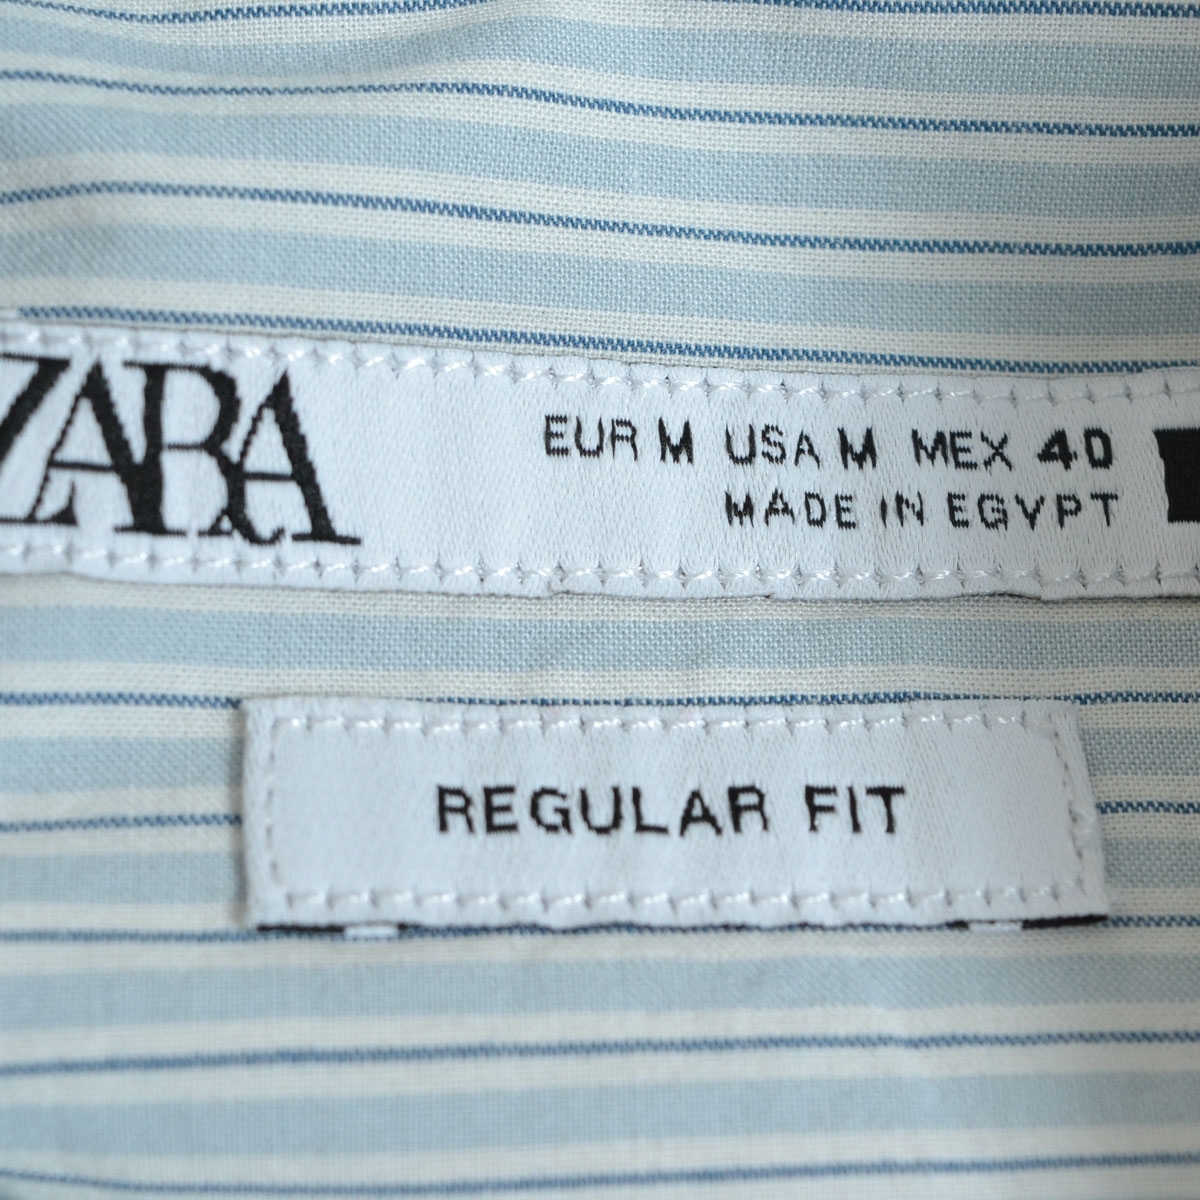 ZARA
EUR M USA M MEX 40
MADE IN EGYPT
REGULAR FIT